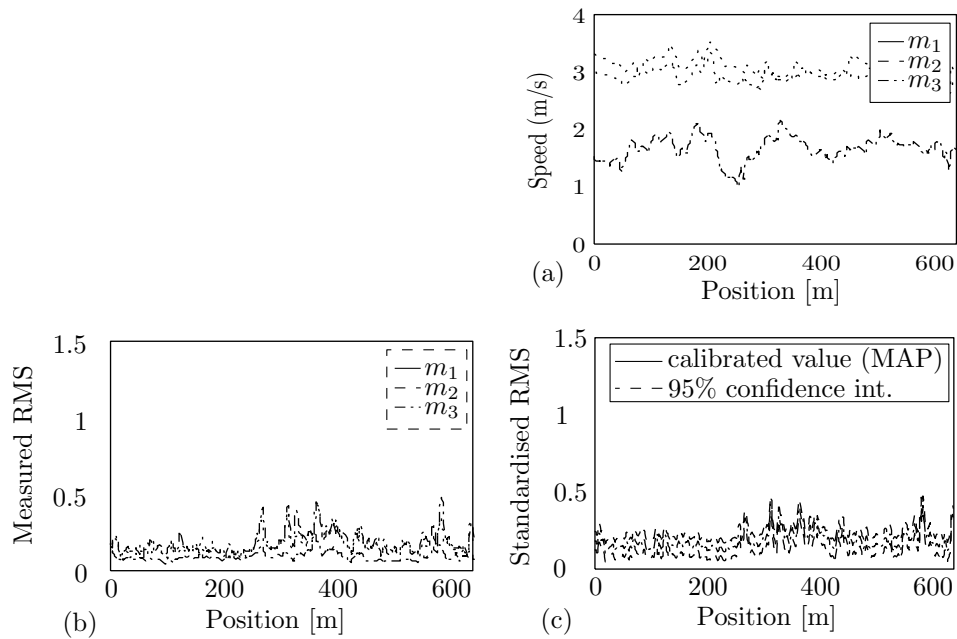 4
3
2
1
0
Speed (m/s)
m₁
m₂
m₃
0 200 400 600
Position [m]
(a)
1.5
1
0.5
0
Measured RMS
m₁
m₂
m₃
0 200 400 600
Position [m]
(b)
1.5
1
0.5
0
Standardised RMS
calibrated value (MAP)
95% confidence int.
0 200 400 600
Position [m]
(c)